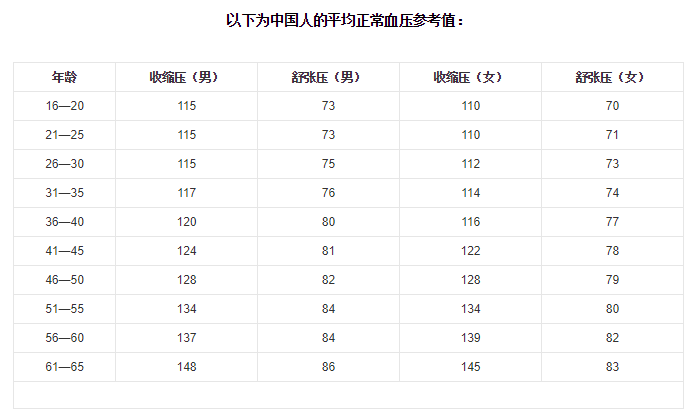 以下为中国人的平均正常血压参考值：
年龄 收缩压（男） 舒张压（男） 收缩压（女） 舒张压（女）
16—20 115 73 110 70
21—25 115 73 110 71
26—30 115 75 112 73
31—35 117 76 114 74
36—40 120 80 116 77
41—45 124 81 122 78
46—50 128 82 128 79
51—55 134 84 134 80
56—60 137 84 139 82
61—65 148 86 145 83